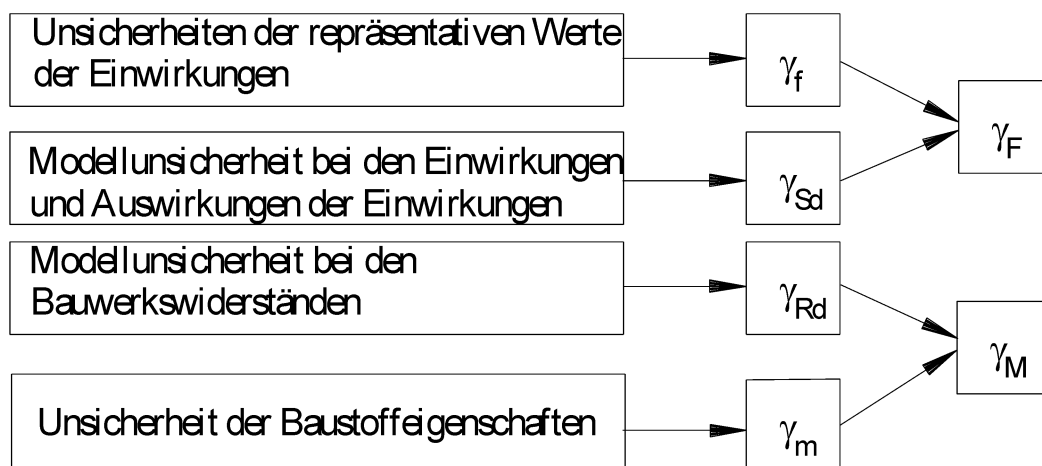 Unsicherheiten der repräsentativen Werte
der Einwirkungen
γf
γF
Modellunsicherheit bei den Einwirkungen
und Auswirkungen der Einwirkungen
γSd
Modellunsicherheit bei den
Bauwerkswiderständen
γRd
γM
Unsicherheit der Baustoffeigenschaften
γm